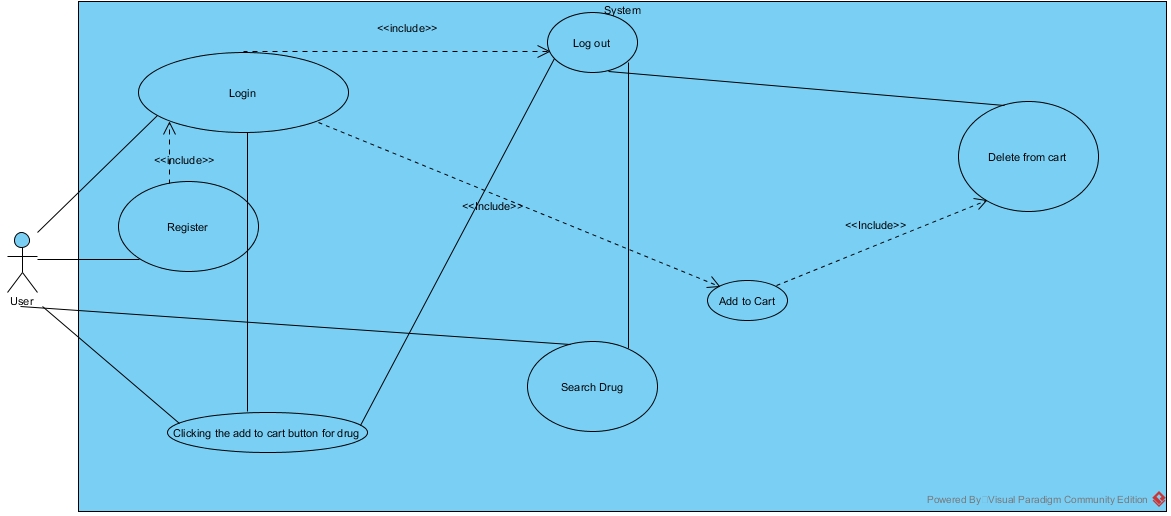 System
<<include>>
Log out
Login
<<include>>
Delete from cart
Register
<<Include>>
<<Include>>
User
Add to Cart
Search Drug
Clicking the add to cart button for drug
Powered By Visual Paradigm Community Edition